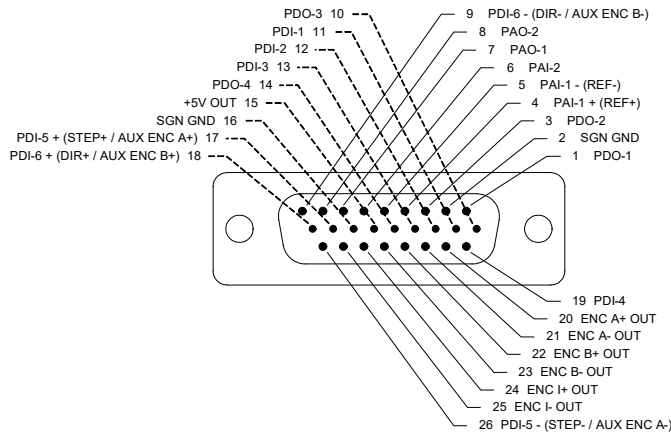 PDO-3 10
PDI-1 11
PDI-2 12
PDI-3 13
PDO-4 14
+5V OUT 15
SGN GND 16
PDI-5 + (STEP+ / AUX ENC A+) 17
PDI-6 + (DIR+ / AUX ENC B+) 18
9 PDI-6 - (DIR- / AUX ENC B-)
8 PAO-2
7 PAO-1
6 PAI-2
5 PAI-1 - (REF-)
4 PAI-1 + (REF+)
3 PDO-2
2 SGN GND
1 PDO-1
19 PDI-4
20 ENC A+ OUT
21 ENC A- OUT
22 ENC B+ OUT
23 ENC B- OUT
24 ENC I+ OUT
25 ENC I- OUT
26 PDI-5 - (STEP- / AUX ENC A-)